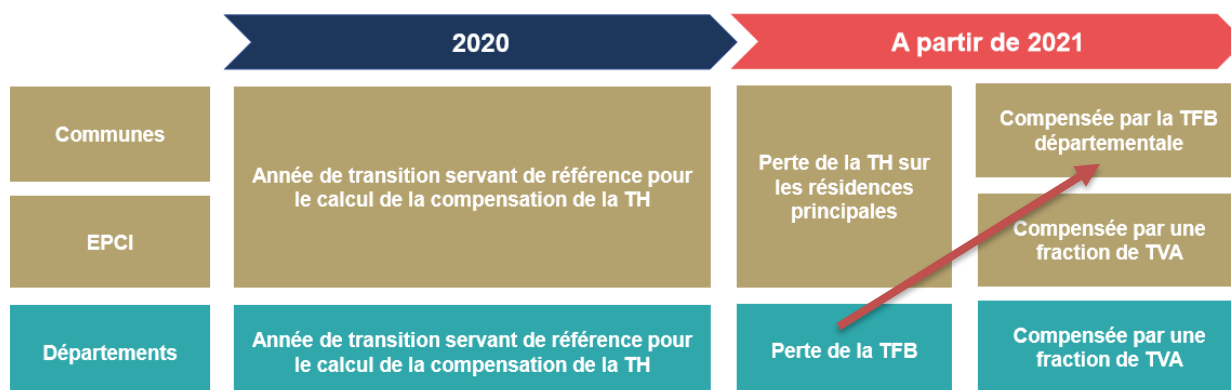 2020
A partir de 2021
Communes
Année de transition servant de référence pour
le calcul de la compensation de la TH
Perte de la TH sur
les résidences
principales
Compensée par la TFB
départementale
EPCI
Compensée par une
fraction de TVA
Départements
Année de transition servant de référence pour
le calcul de la compensation de la TH
Perte de la TFB
Compensée par une
fraction de TVA